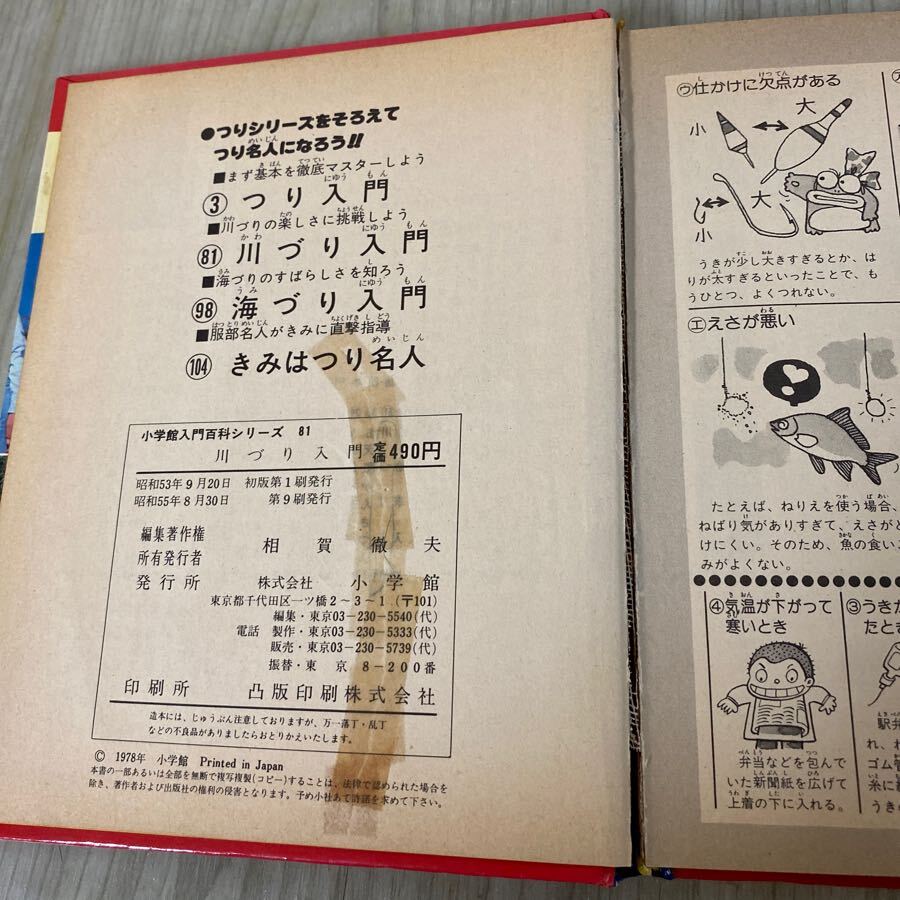 ●つりシリーズをそろえて
つり名人になろう!!
■まず基本を徹底マスターしよう
③ つり入門
■川づりの楽しさに挑戦しよう
81 川づり入門
■海づりのすばらしさを知ろう
98 海づり入門
■服部名人がきみに直撃指導
104 きみはつり名人
小学館入門百科シリーズ 81
川づり入門 定価490円
昭和53年9月20日 初版第1刷発行
昭和55年8月30日 第9刷発行
編集著作権
所有発行者 相賀徹夫
発行所 株式会社 小学館
東京都千代田区一ツ橋2~3~1(〒101)
編集・東京03-230-5540(代)
電話 製作・東京03-230-5333(代)
販売・東京03-230-5739(代)
振替・東京 8-200番
印刷所 凸版印刷株式会社
造本には、じゅうぶん注意しておりますが、万一落丁・乱丁
などの不良品がありましたらおとりかえいたします。
© 1978年 小学館 Printed in Japan
本書の一部あるいは全部を無断で複写複製(コピー)することは、法律で認められた場合を
除き、著作者および出版社の権利の侵害となります。予め小社あて許諾を求めて下さい。
㋒仕かけに欠点がある
小
大
大
小
うきが少し大きすぎるとか、は
りが太すぎるといったことで、も
うひとつ、よくつれない。
㋓えさが悪い
たとえば、ねりえを使う場合、
ねばり気がありすぎて、えさがと
けにくい。そのため、魚の食いこ
みがよくない。
④気温が下がって
寒いとき
弁当などを包んで
いた新聞紙を広げて
上着の下に入れる。
③うきか
たとき
駅弁
れ、ね
ゴム管
糸に
うきの